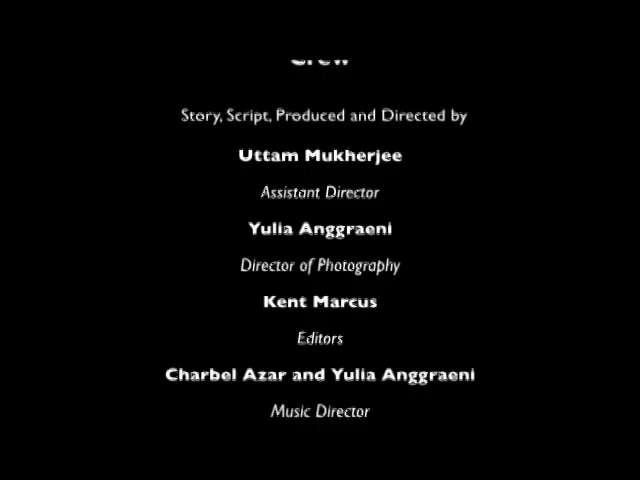 Crew
Story, Script, Produced and Directed by
Uttam Mukherjee
Assistant Director
Yulia Anggraeni
Director of Photography
Kent Marcus
Editors
Charbel Azar and Yulia Anggraeni
Music Director